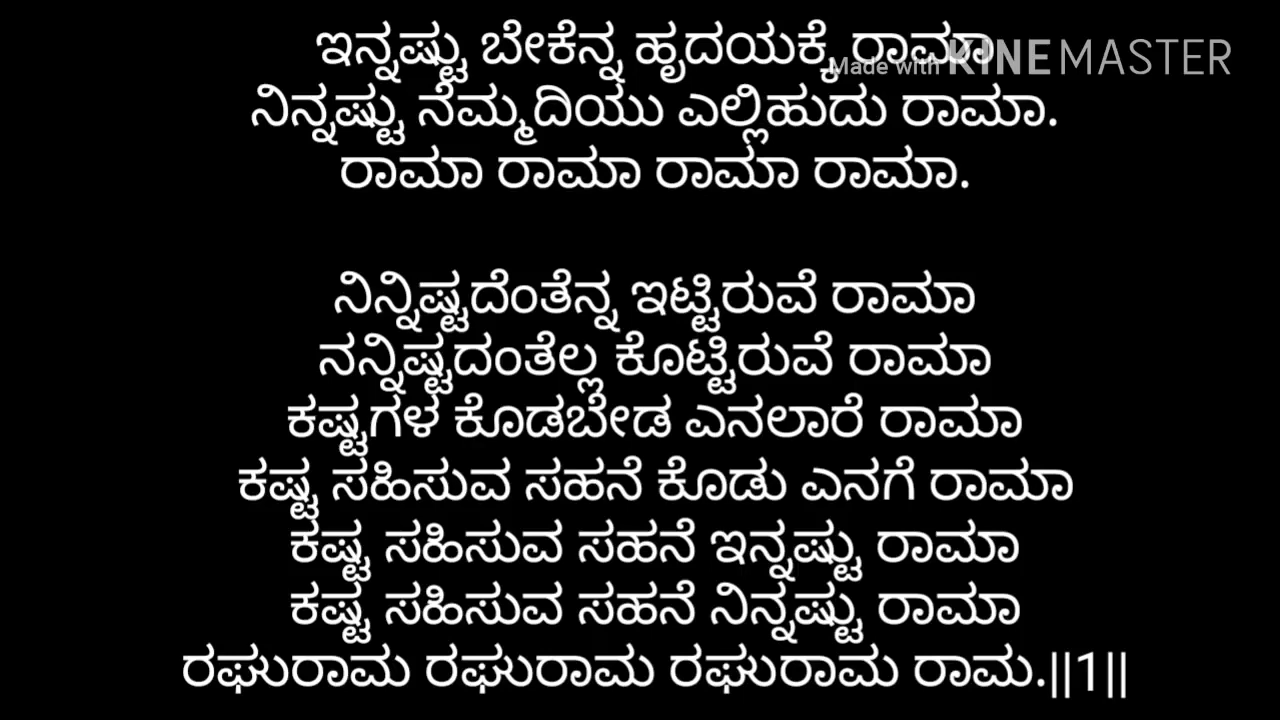 ಇನ್ನಷ್ಟು ಬೇಕೆನ್ನ ಹೃದಯಕ್ಕೆ ರಾಮಾ
Made with KINEMASTER
ನಿನ್ನಷ್ಟು ನೆಮ್ಮದಿಯು ಎಲ್ಲಿಹುದು ರಾಮಾ.
ರಾಮಾ ರಾಮಾ ರಾಮಾ ರಾಮಾ.
ನಿನ್ನಿಷ್ಟದೆಂತೆನ್ನ ಇಟ್ಟಿರುವೆ ರಾಮಾ
ನನ್ನಿಷ್ಟದಂತೆಲ್ಲ ಕೊಟ್ಟಿರುವೆ ರಾಮಾ
ಕಷ್ಟಗಳ ಕೊಡಬೇಡ ಎನಲಾರೆ ರಾಮಾ
ಕಷ್ಟ ಸಹಿಸುವ ಸಹನೆ ಕೊಡು ಎನಗೆ ರಾಮಾ
ಕಷ್ಟ ಸಹಿಸುವ ಸಹನೆ ಇನ್ನಷ್ಟು ರಾಮಾ
ಕಷ್ಟ ಸಹಿಸುವ ಸಹನೆ ನಿನ್ನಷ್ಟು ರಾಮಾ
ರಘುರಾಮ ರಘುರಾಮ ರಘುರಾಮ ರಾಮ.||1||